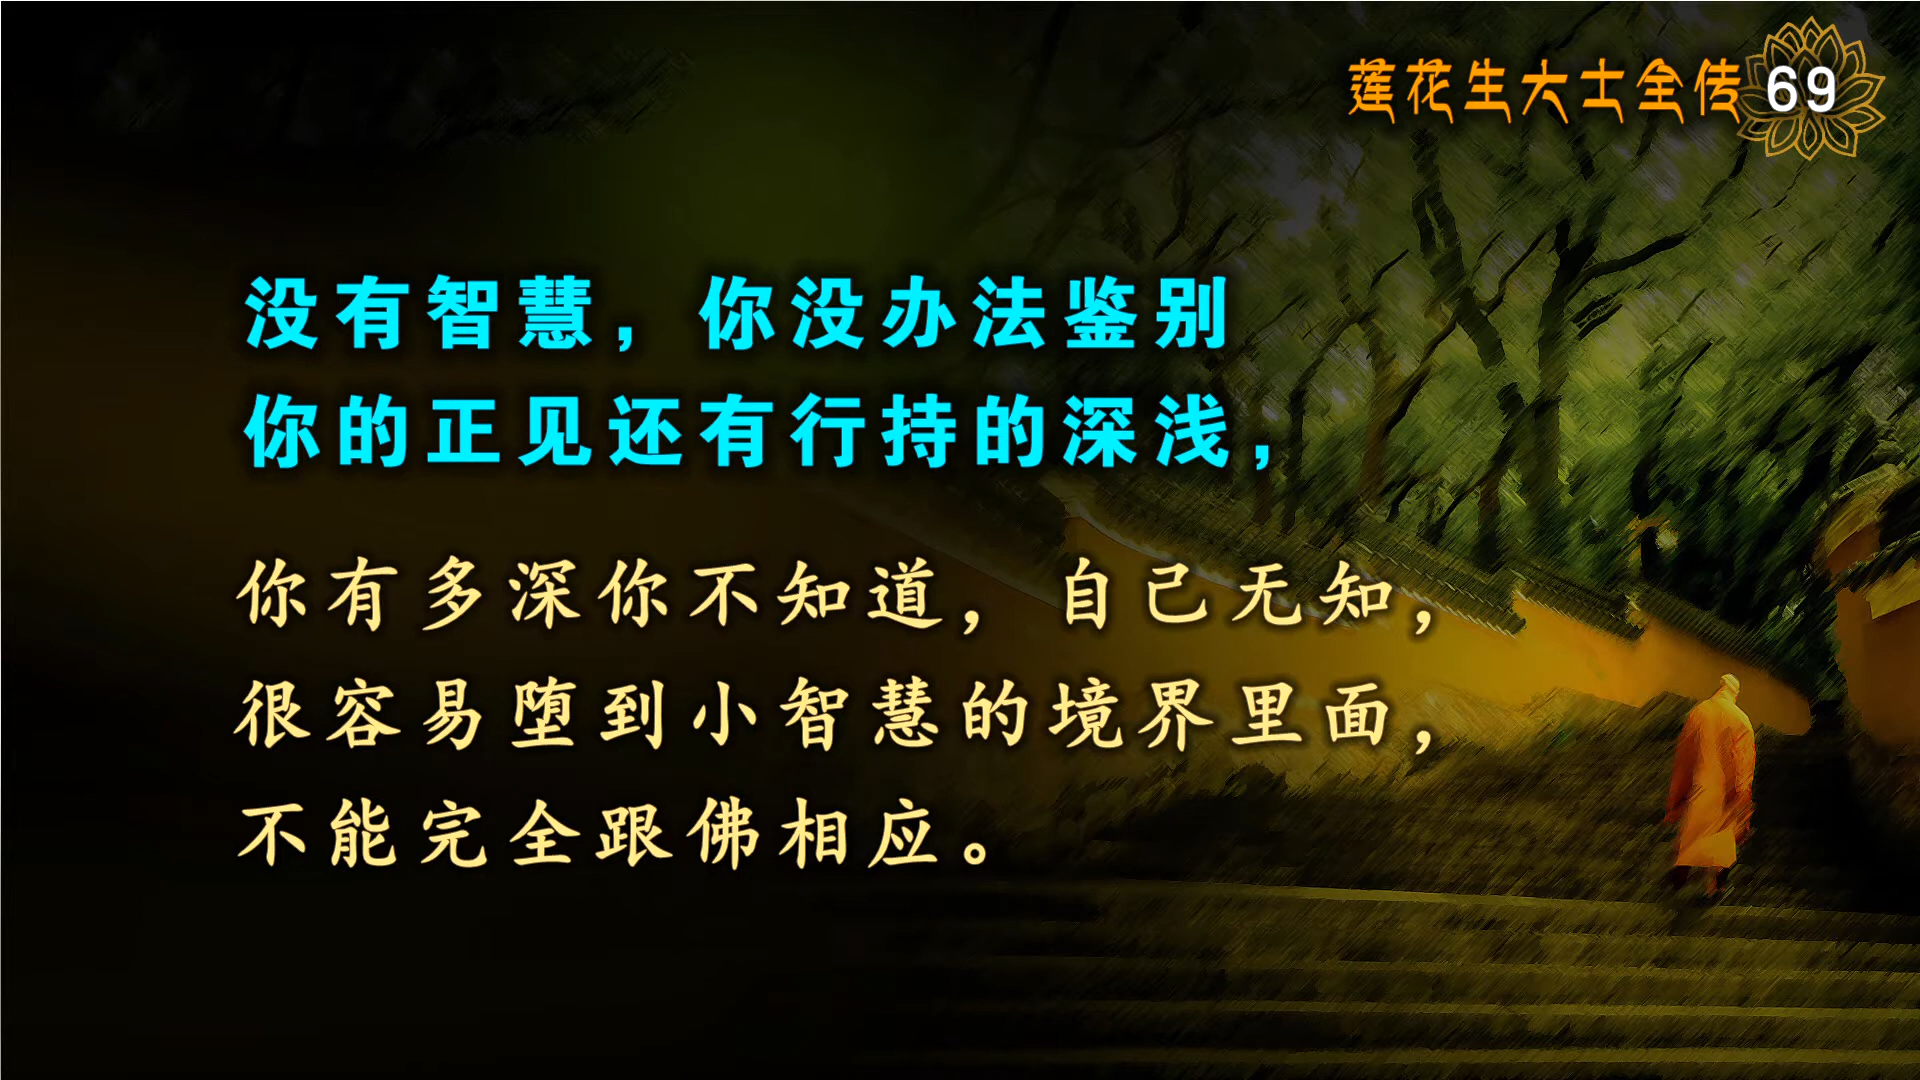 莲花生大士全传 69
没有智慧，你没办法鉴别
你的正见还有行持的深浅，
你有多深你不知道，自己无知，
很容易堕到小智慧的境界里面，
不能完全跟佛相应。